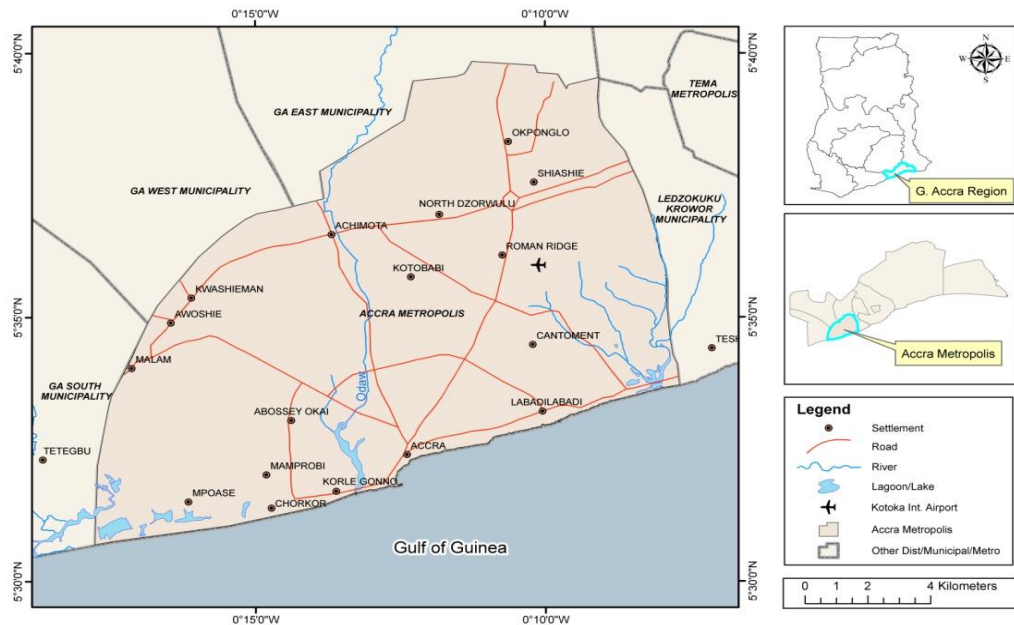 0°15'0"W
0°10'0"W
5°40'0"N
5°40'0"N
TEMA
METROPOLIS
GA EAST MUNICIPALITY
OKPONGLO
SHIASHIE
GA WEST MUNICIPALITY
NORTH DZORWULU
LEDZOKUKU
KROWOR
MUNICIPALITY
ACHIMOTA
ROMAN RIDGE
KOTOBABI
KWASHIEMAN
AWOSHIE
ACCRA METROPOLIS
5°35'0"N
5°35'0"N
CANTOMENT
TESH
MALAM
GA SOUTH
MUNICIPALITY
Odaw
LABADILABADI
ABOSSEY OKAI
ACCRA
TETEGBU
MAMPROBI
KORLE GONNO
MPOASE
CHORKOR
Gulf of Guinea
5°30'0"N
5°30'0"N
0°15'0"W
0°10'0"W
N
W
E
S
G. Accra Region
Accra Metropolis
Legend
Settlement
Road
River
Lagoon/Lake
Kotoka Int. Airport
Accra Metropolis
Other Dist/Municipal/Metro
0 1 2 4 Kilometers